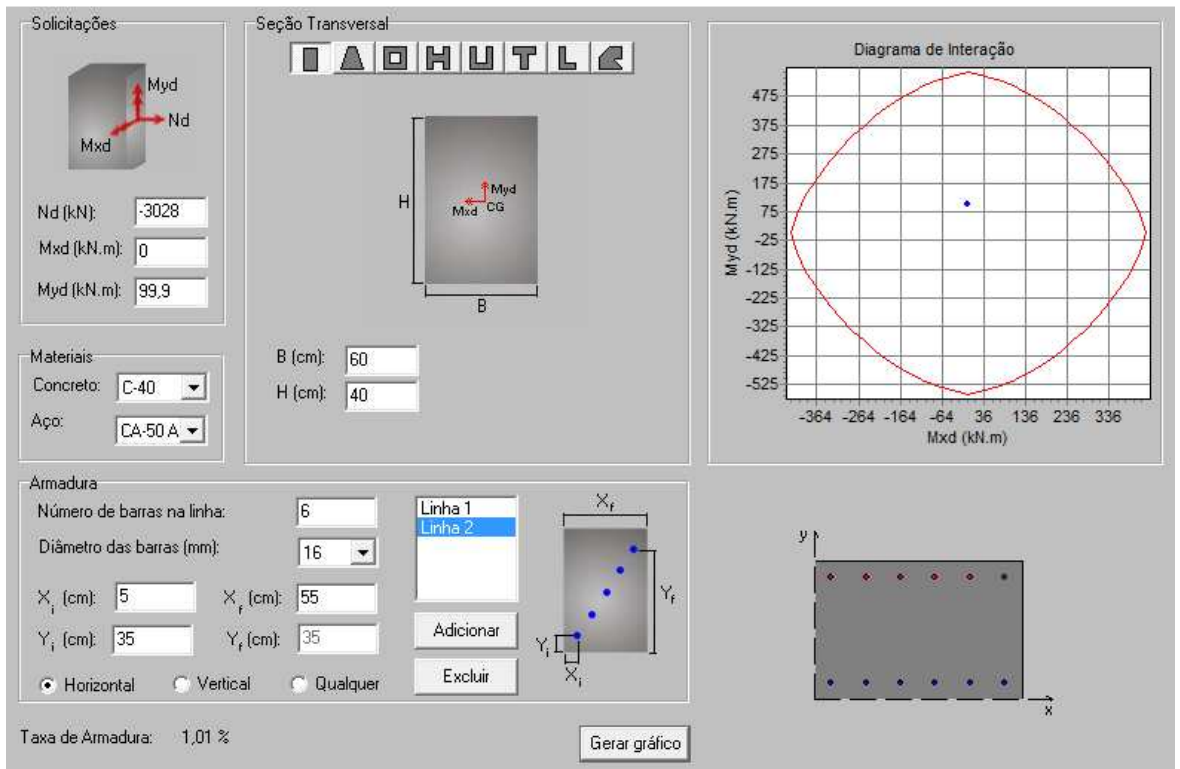 Solicitações
Myd
Nd
Mxd
Nd (kN): -3028
Mxd (kN.m): 0
Myd (kN.m): 99,9
Materiais
Concreto: C-40
Aço: CA-50 A
Seção Transversal
H
Myd
Mxd CG
B
B (cm): 60
H (cm): 40
Diagrama de Interação
Myd (kN.m)
475
375
275
175
75
-25
-125
-225
-325
-425
-525
-364 -264 -164 -64 36 136 236 336
Mxd (kN.m)
Armadura
Número de barras na linha: 6
Diâmetro das barras (mm): 16
Xi (cm): 5 Xf (cm): 55
Yi (cm): 35 Yf (cm): 35
Horizontal Vertical Qualquer
Linha 1
Linha 2
Adicionar
Excluir
Xf
Yf
Yi
Xi
y
x
Taxa de Armadura: 1,01 %
Gerar gráfico